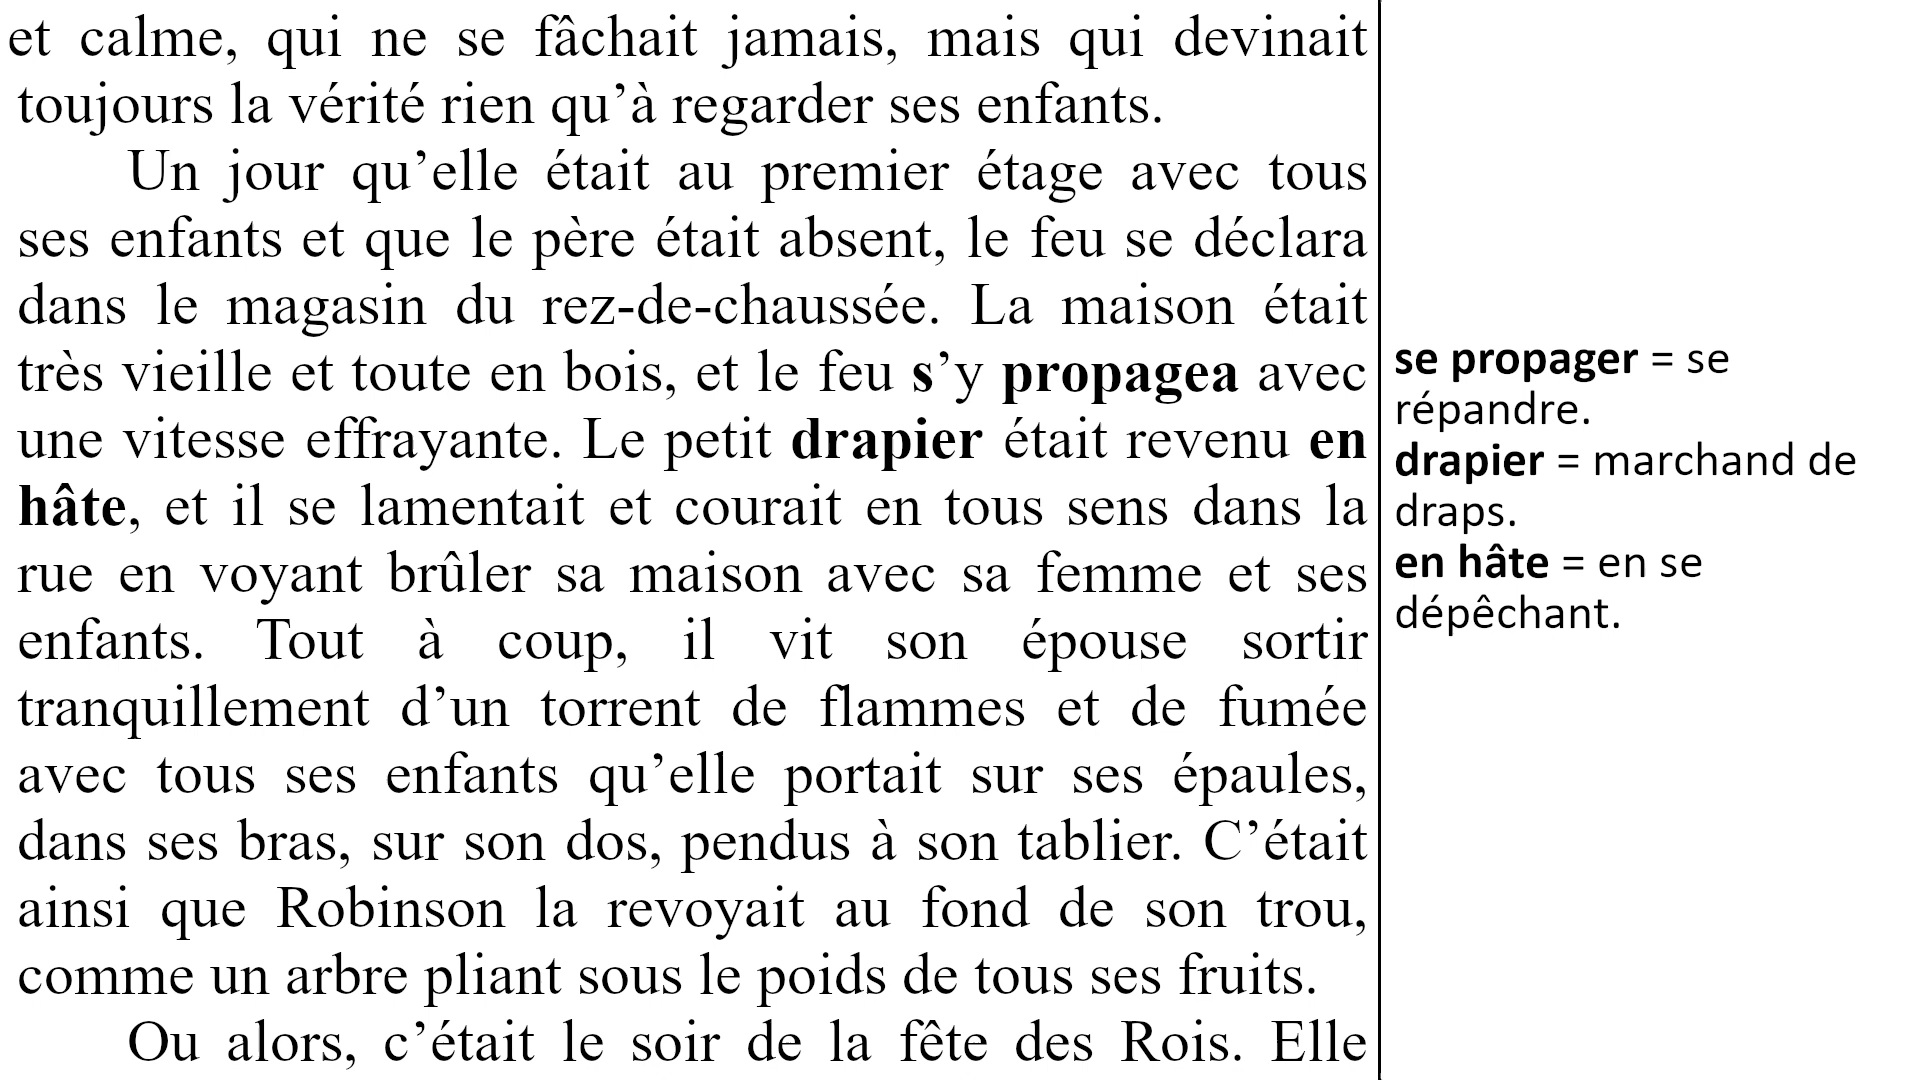 et calme, qui ne se fâchait jamais, mais qui devinait
toujours la vérité rien qu’à regarder ses enfants.
Un jour qu’elle était au premier étage avec tous
ses enfants et que le père était absent, le feu se déclara
dans le magasin du rez-de-chaussée. La maison était
très vieille et toute en bois, et le feu s’y propagea avec
une vitesse effrayante. Le petit drapier était revenu en
hâte, et il se lamentait et courait en tous sens dans la
rue en voyant brûler sa maison avec sa femme et ses
enfants. Tout à coup, il vit son épouse sortir
tranquillement d’un torrent de flammes et de fumée
avec tous ses enfants qu’elle portait sur ses épaules,
dans ses bras, sur son dos, pendus à son tablier. C’était
ainsi que Robinson la revoyait au fond de son trou,
comme un arbre pliant sous le poids de tous ses fruits.
Ou alors, c’était le soir de la fête des Rois. Elle
se propager = se
répandre.
drapier = marchand de
draps.
en hâte = en se
dépêchant.